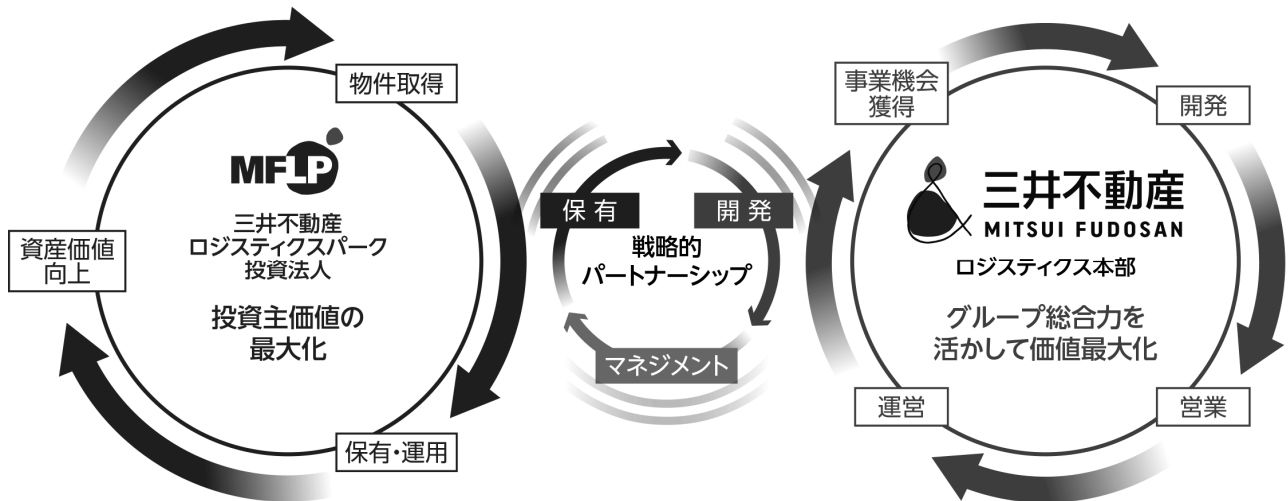 物件取得
MFLP
三井不動産
ロジスティクスパーク
投資法人
投資主価値の
最大化
資産価値
向上
保有・運用
保有
開発
戦略的
パートナーシップ
マネジメント
事業機会
獲得
開発
三井不動産
MITSUI FUDOSAN
ロジスティクス本部
グループ総合力を
活かして価値最大化
運営
営業